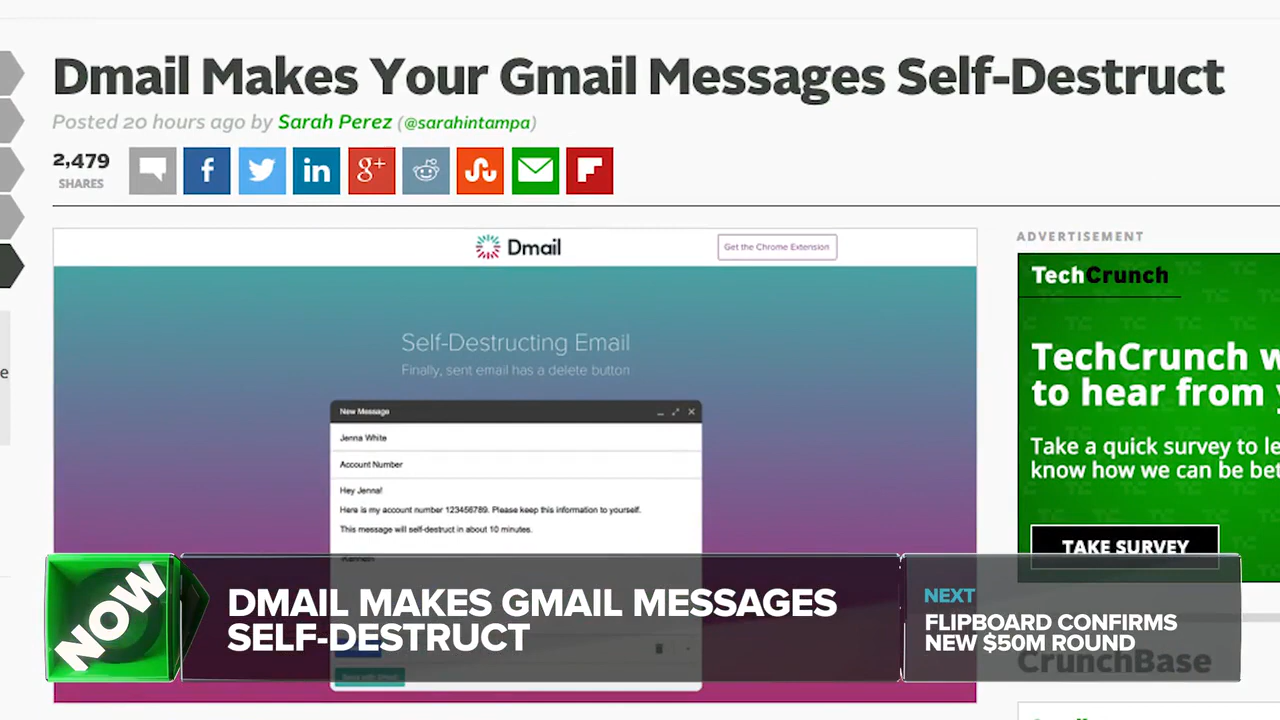 Dmail Makes Your Gmail Messages Self-Destruct
Posted 20 hours ago by Sarah Perez (@sarahintampa)
2,479
SHARES
f
in
g+
Dmail
Get the Chrome Extension
Self-Destructing Email
Finally, sent email has a delete button
New Message
Jenna White
Account Number
Hey Jenna!
Here is my account number 123456789. Please keep this information to yourself.
This message will self-destruct in about 10 minutes.
ADVERTISEMENT
TechCrunch
TechCrunch w
to hear from y
Take a quick survey to le
know how we can be bet
TAKE SURVEY
e
NOW
DMAIL MAKES GMAIL MESSAGES
SELF-DESTRUCT
NEXT
FLIPBOARD CONFIRMS
NEW $50M ROUND
CrunchBase